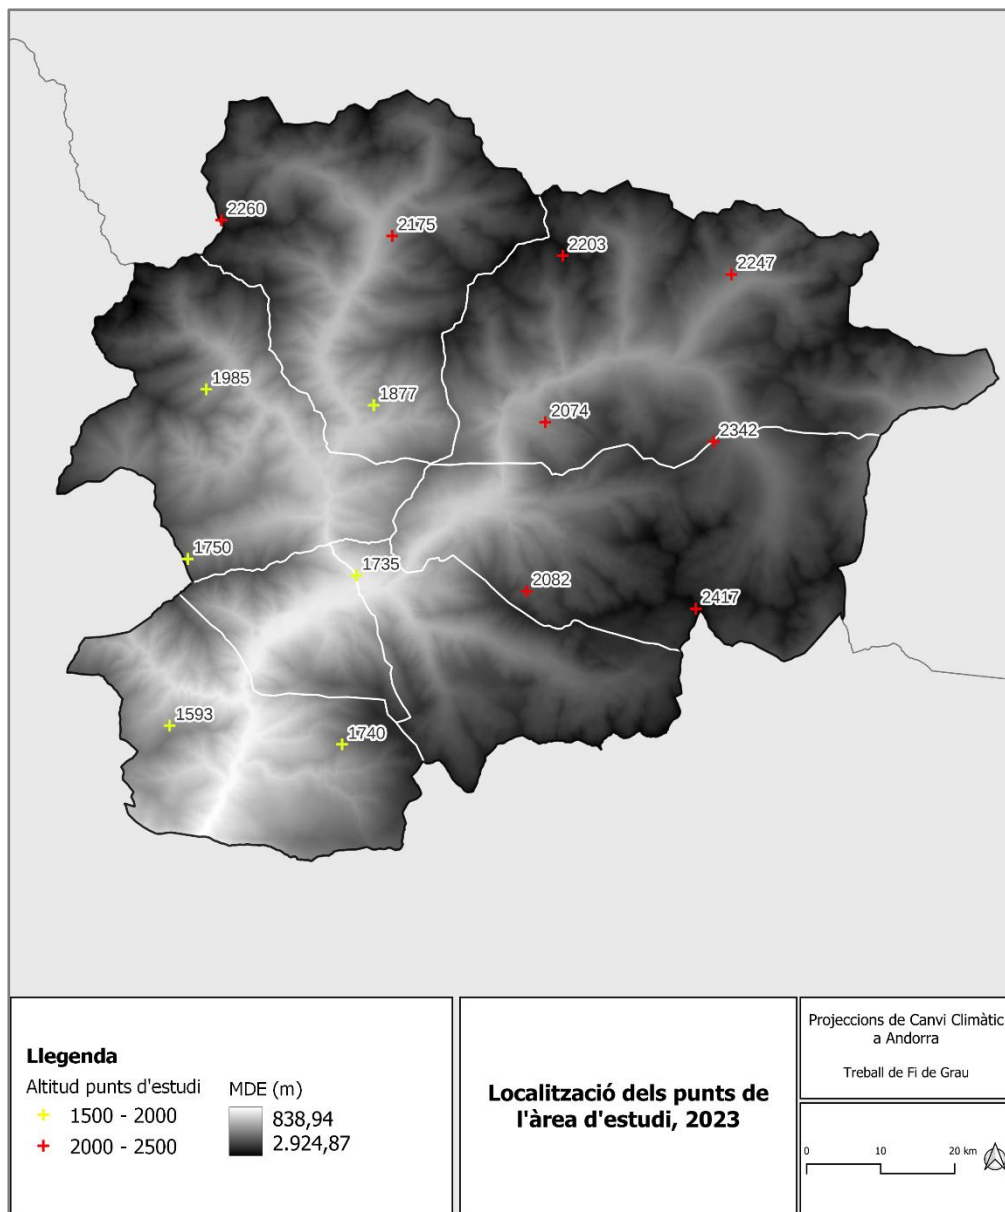 2260
2175
2203
2247
1985
1877
2074
2342
1750
1735
2082
2417
1593
1740
Llegenda
Altitud punts d'estudi
1500 - 2000
2000 - 2500
MDE (m)
838,94
2.924,87
Localització dels punts de
l'àrea d'estudi, 2023
Projeccions de Canvi Climàtic
a Andorra
Treball de Fi de Grau
0 10 20 km